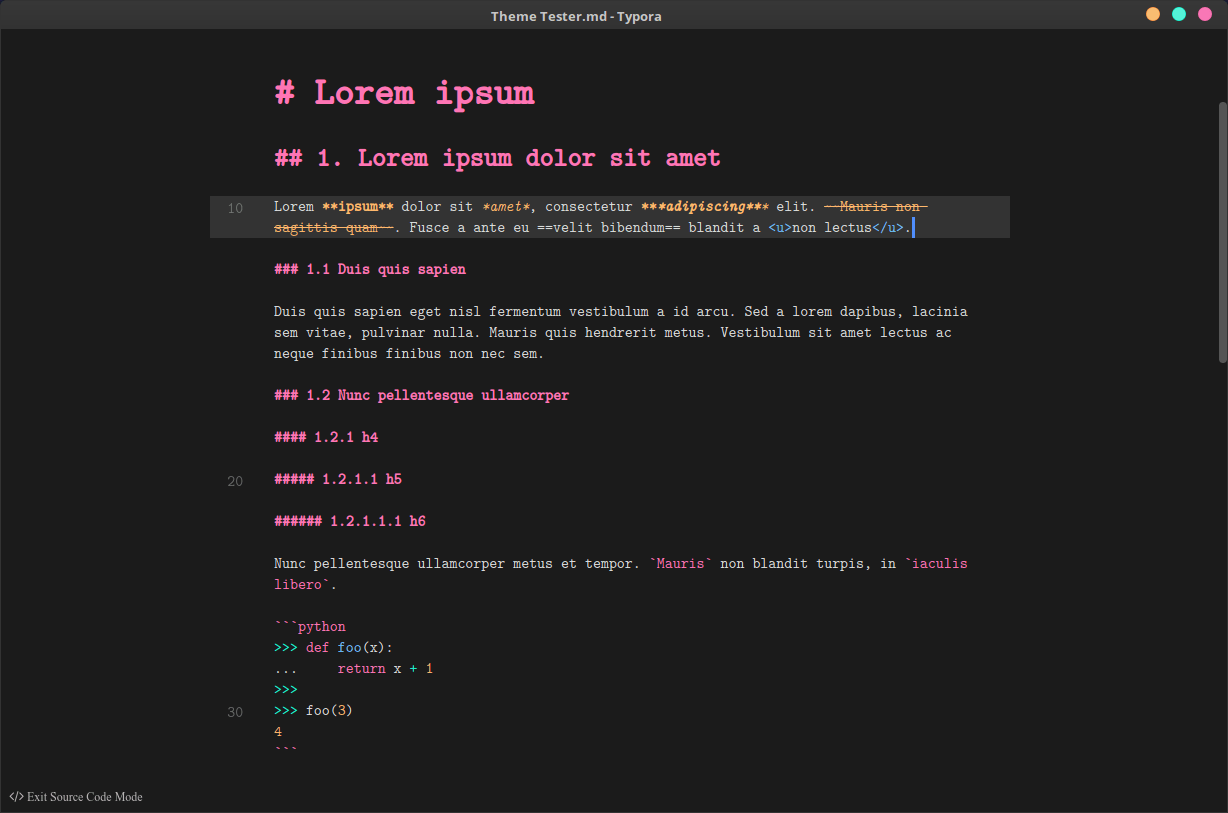 Theme Tester.md - Typora
# Lorem ipsum
## 1. Lorem ipsum dolor sit amet
10 Lorem **ipsum** dolor sit *amet*, consectetur ***adipiscing*** elit. ~~Mauris non
sagittis quam~~. Fusce a ante eu ==velit bibendum== blandit a <u>non lectus</u>.
### 1.1 Duis quis sapien
Duis quis sapien eget nisl fermentum vestibulum a id arcu. Sed a lorem dapibus, lacinia
sem vitae, pulvinar nulla. Mauris quis hendrerit metus. Vestibulum sit amet lectus ac
neque finibus finibus non nec sem.
### 1.2 Nunc pellentesque ullamcorper
#### 1.2.1 h4
20 ##### 1.2.1.1 h5
###### 1.2.1.1.1 h6
Nunc pellentesque ullamcorper metus et tempor. `Mauris` non blandit turpis, in `iaculis
libero`.
```python
>>> def foo(x):
...     return x + 1
>>>
30 >>> foo(3)
4
```
</> Exit Source Code Mode